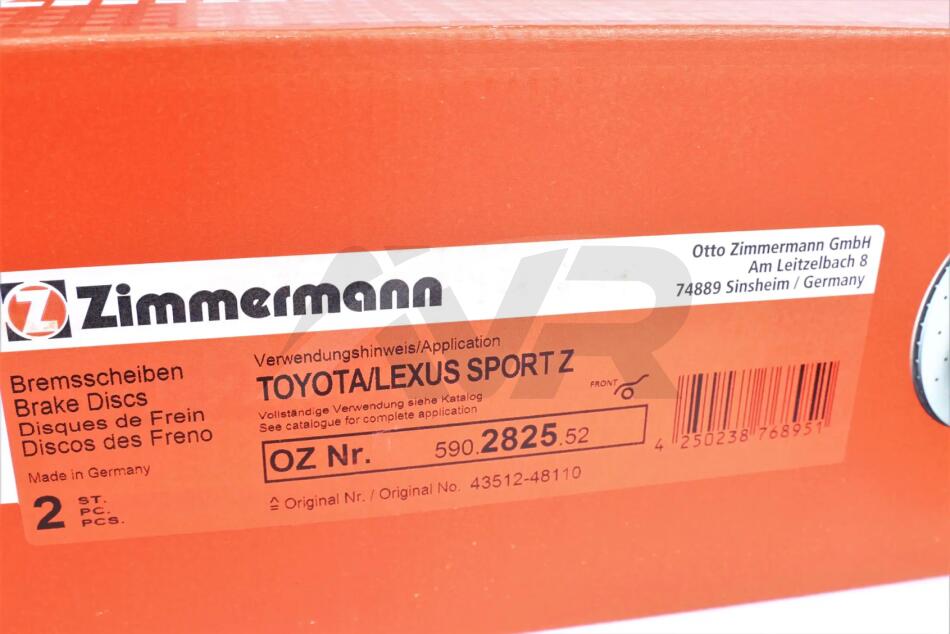 Otto Zimmermann GmbH
Am Leitzelbach 8
74889 Sinsheim / Germany
Z Zimmermann
Bremsscheiben
Brake Discs
Disques de Frein
Discos des Freno
Made in Germany
2 ST.
PC.
PCS.
Verwendungshinweis/Application
TOYOTA/LEXUS SPORT Z
Vollständige Verwendung siehe Katalog
See catalogue for complete application
FRONT
OZ Nr. 590.2825.52
≙ Original Nr. / Original No. 43512-48110
4 250238 768951
AVR